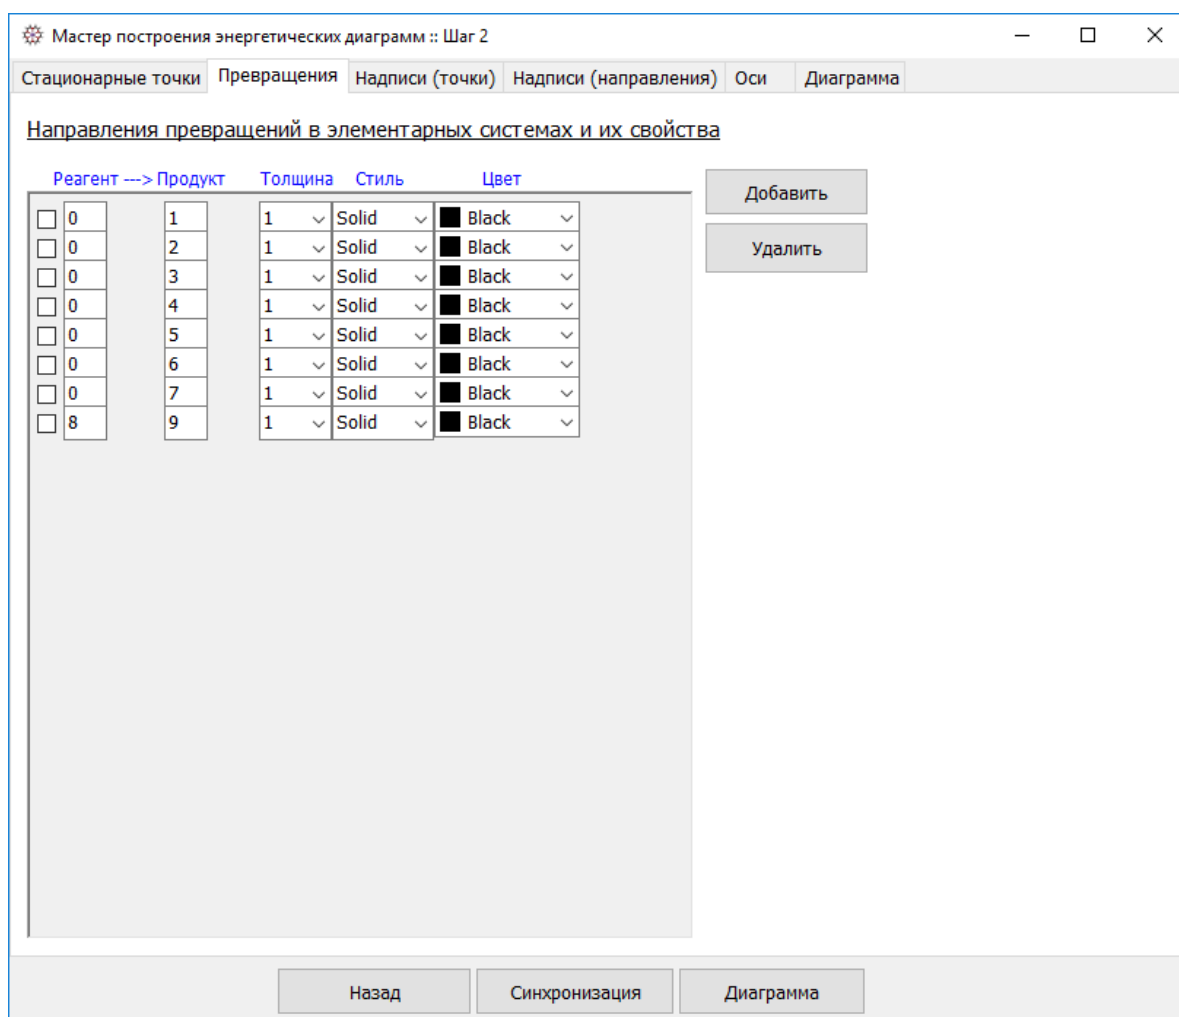 Мастер построения энергетических диаграмм :: Шаг 2
Стационарные точки Превращения Надписи (точки) Надписи (направления) Оси Диаграмма
Направления превращений в элементарных системах и их свойства
Реагент ---> Продукт Толщина Стиль Цвет
0 1 1 Solid Black
0 2 1 Solid Black
0 3 1 Solid Black
0 4 1 Solid Black
0 5 1 Solid Black
0 6 1 Solid Black
0 7 1 Solid Black
8 9 1 Solid Black
Добавить
Удалить
Назад Синхронизация Диаграмма